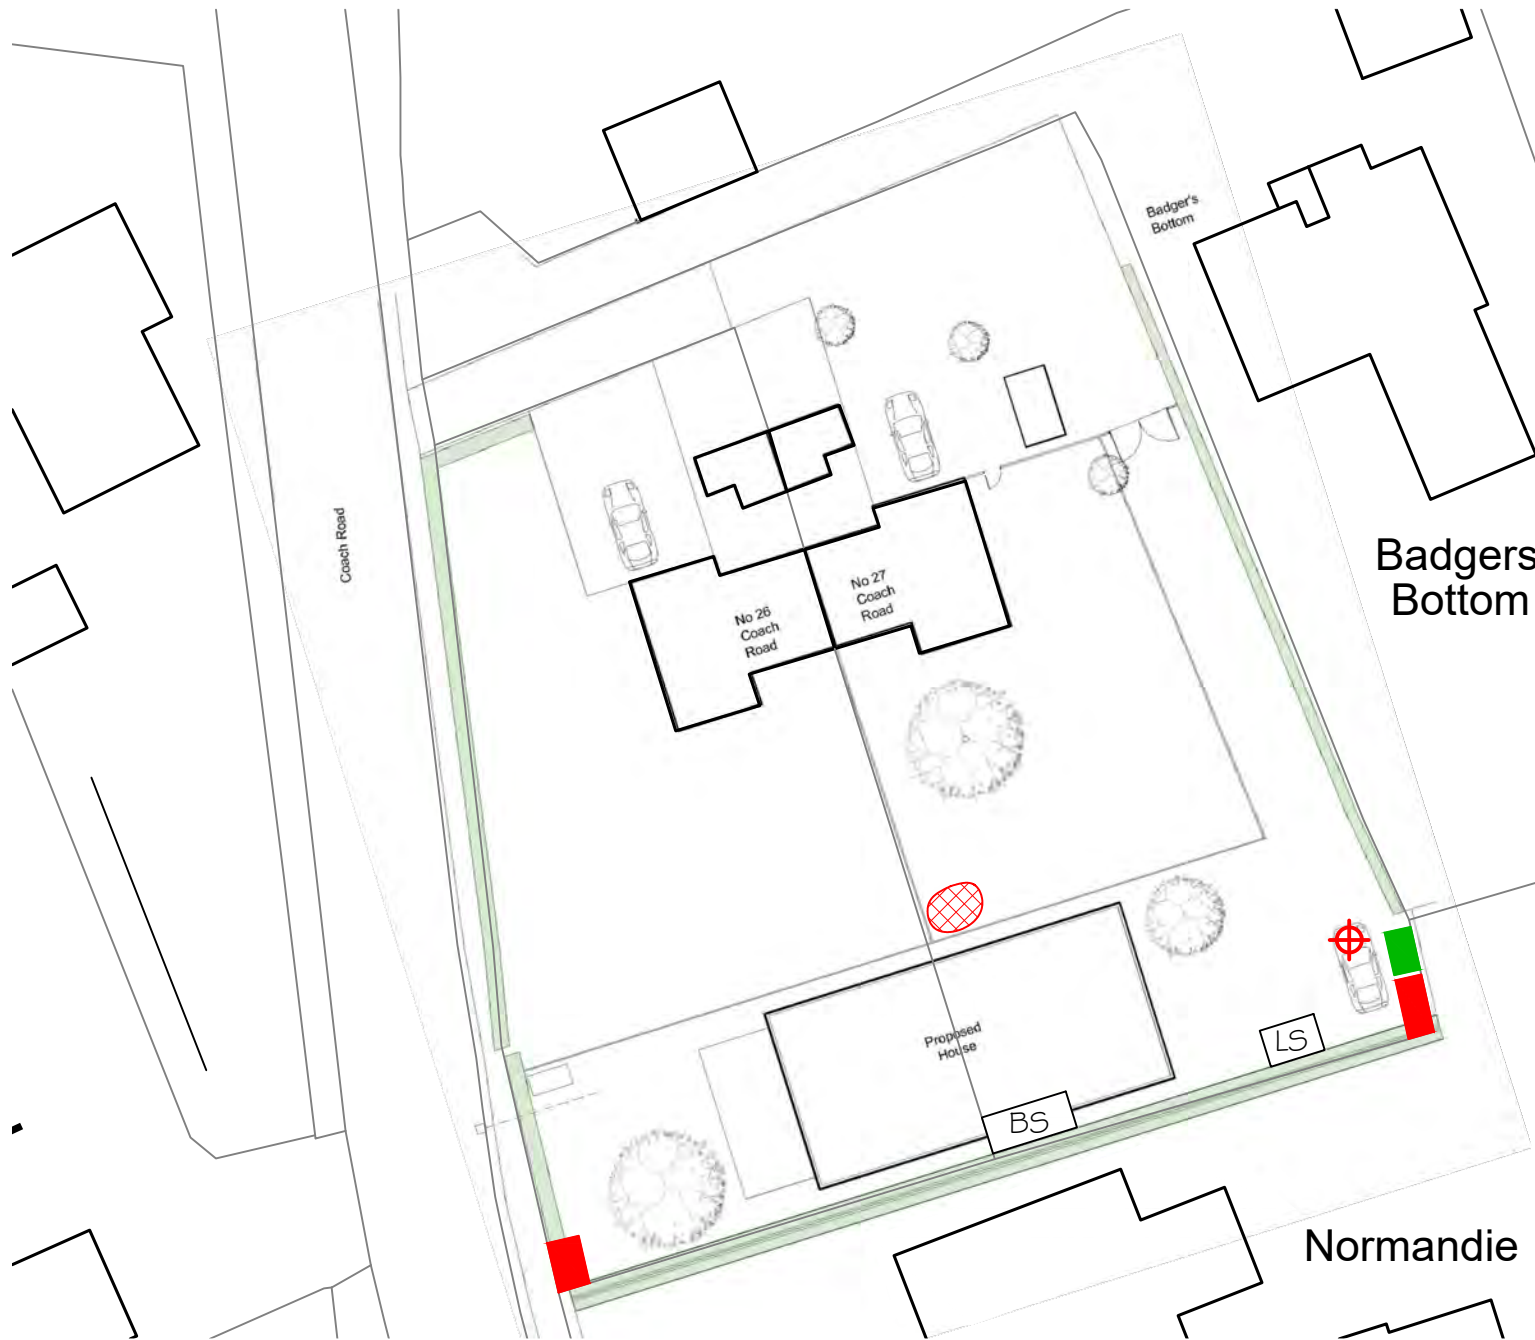 Badger's
Bottom
Coach Road
No 27
Coach
Road
No 26
Coach
Road
Badgers
Bottom
Proposed
House
LS
BS
Normandie